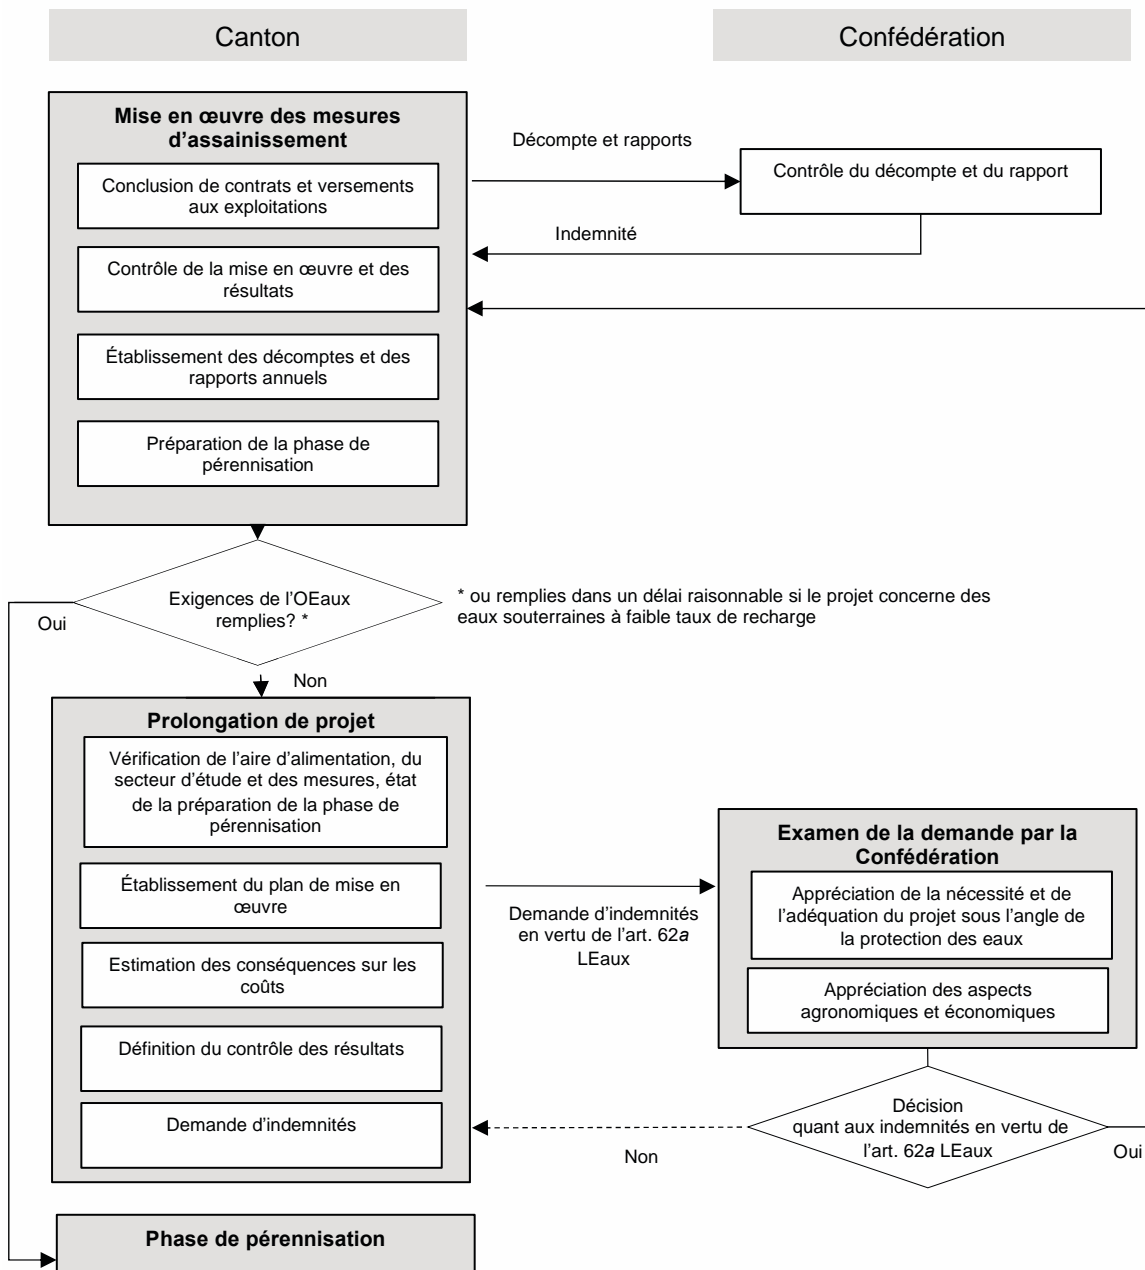 Canton
Confédération
Mise en œuvre des mesures
d’assainissement
Conclusion de contrats et versements
aux exploitations
Contrôle de la mise en œuvre et des
résultats
Établissement des décomptes et des
rapports annuels
Préparation de la phase de
pérennisation
Décompte et rapports
Contrôle du décompte et du rapport
Indemnité
Exigences de l’OEaux
remplies? *
* ou remplies dans un délai raisonnable si le projet concerne des
eaux souterraines à faible taux de recharge
Oui
Non
Prolongation de projet
Vérification de l’aire d’alimentation, du
secteur d’étude et des mesures, état
de la préparation de la phase de
pérennisation
Établissement du plan de mise en
œuvre
Estimation des conséquences sur les
coûts
Définition du contrôle des résultats
Demande d’indemnités
Demande d’indemnités
en vertu de l’art. 62a
LEaux
Examen de la demande par la
Confédération
Appréciation de la nécessité et de
l’adéquation du projet sous l’angle de
la protection des eaux
Appréciation des aspects
agronomiques et économiques
Décision
quant aux indemnités en vertu de
l’art. 62a LEaux
Non
Oui
Phase de pérennisation